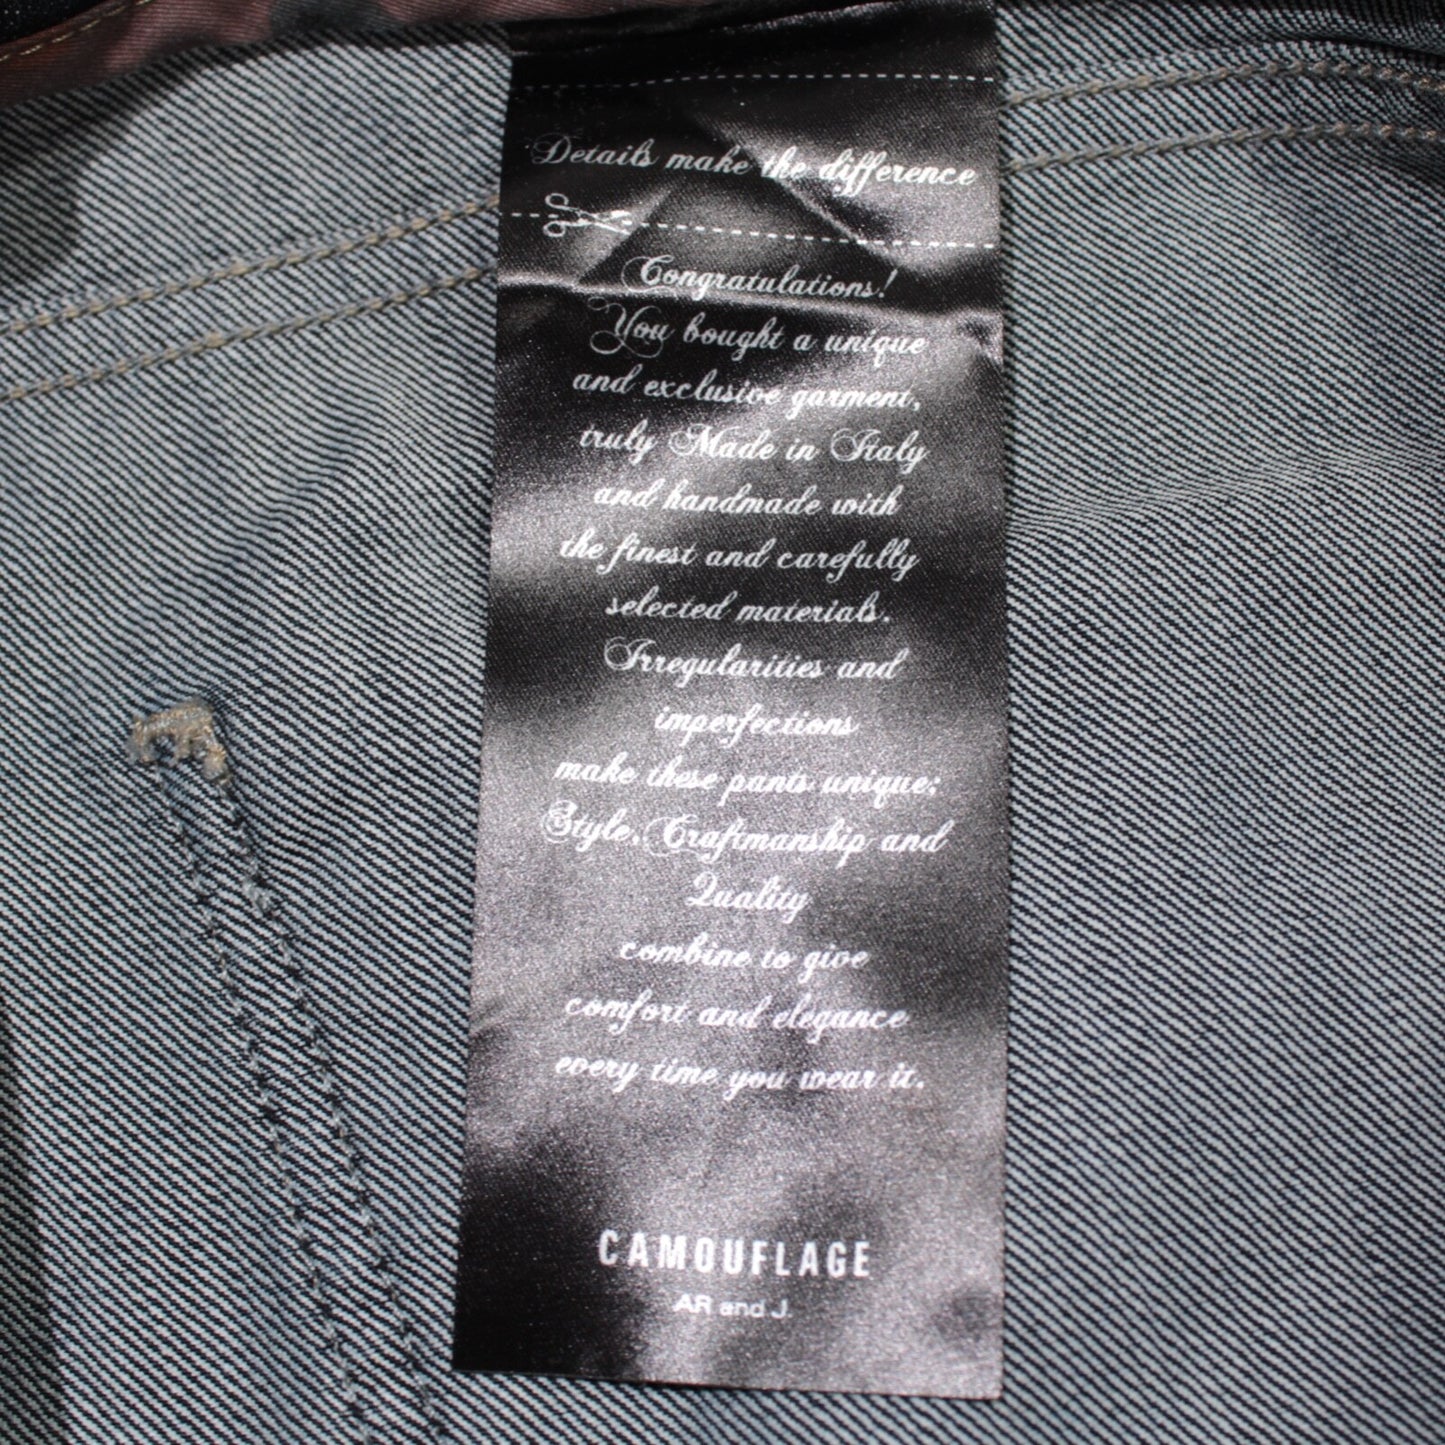 Details make the difference
Congratulations!
You bought a unique
and exclusive garment,
truly Made in Italy
and handmade with
the finest and carefully
selected materials.
Irregularities and
imperfections
make these pants unique:
Style, Craftmanship and
Quality
combine to give
comfort and elegance
every time you wear it.
CAMOUFLAGE
AR and J.